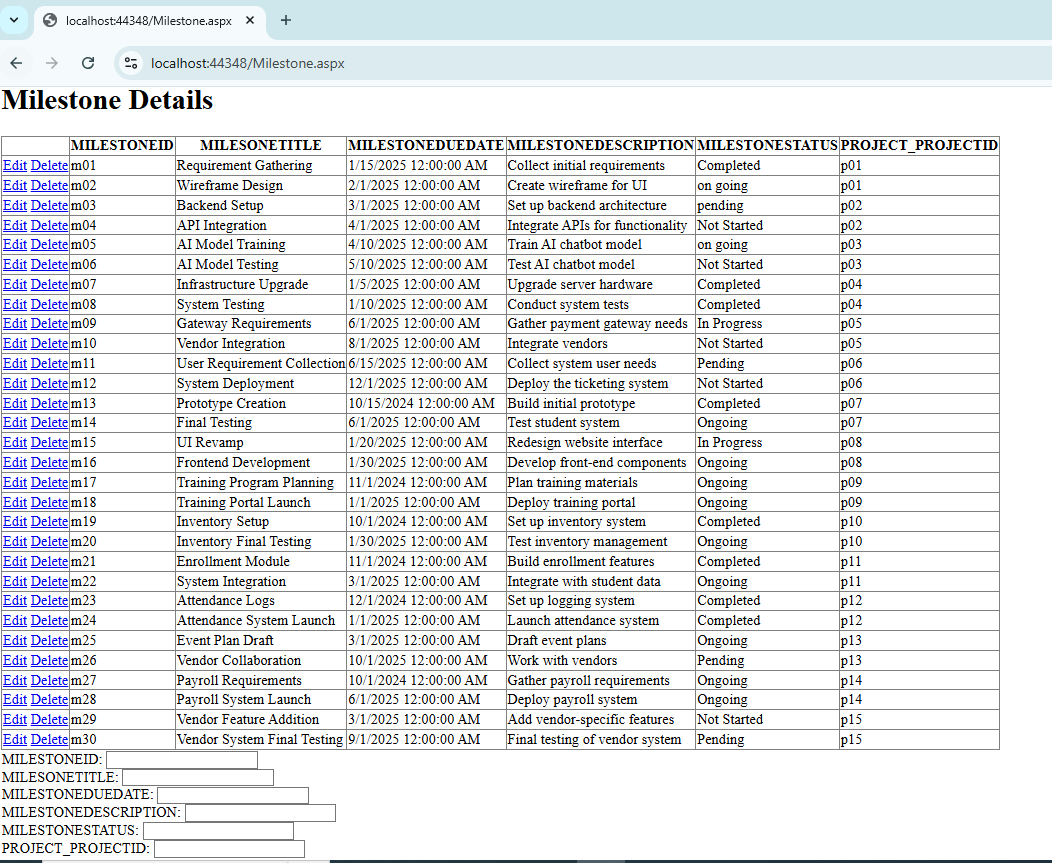 localhost:44348/Milestone.aspx
localhost:44348/Milestone.aspx
Milestone Details
MILESTONEID MILESONETITLE MILESTONEDUEDATE MILESTONEDESCRIPTION MILESTONESTATUS PROJECT_PROJECTID
Edit Delete m01 Requirement Gathering 1/15/2025 12:00:00 AM Collect initial requirements Completed p01
Edit Delete m02 Wireframe Design 2/1/2025 12:00:00 AM Create wireframe for UI on going p01
Edit Delete m03 Backend Setup 3/1/2025 12:00:00 AM Set up backend architecture pending p02
Edit Delete m04 API Integration 4/1/2025 12:00:00 AM Integrate APIs for functionality Not Started p02
Edit Delete m05 AI Model Training 4/10/2025 12:00:00 AM Train AI chatbot model on going p03
Edit Delete m06 AI Model Testing 5/10/2025 12:00:00 AM Test AI chatbot model Not Started p03
Edit Delete m07 Infrastructure Upgrade 1/5/2025 12:00:00 AM Upgrade server hardware Completed p04
Edit Delete m08 System Testing 1/10/2025 12:00:00 AM Conduct system tests Completed p04
Edit Delete m09 Gateway Requirements 6/1/2025 12:00:00 AM Gather payment gateway needs In Progress p05
Edit Delete m10 Vendor Integration 8/1/2025 12:00:00 AM Integrate vendors Not Started p05
Edit Delete m11 User Requirement Collection 6/15/2025 12:00:00 AM Collect system user needs Pending p06
Edit Delete m12 System Deployment 12/1/2025 12:00:00 AM Deploy the ticketing system Not Started p06
Edit Delete m13 Prototype Creation 10/15/2024 12:00:00 AM Build initial prototype Completed p07
Edit Delete m14 Final Testing 6/1/2025 12:00:00 AM Test student system Ongoing p07
Edit Delete m15 UI Revamp 1/20/2025 12:00:00 AM Redesign website interface In Progress p08
Edit Delete m16 Frontend Development 1/30/2025 12:00:00 AM Develop front-end components Ongoing p08
Edit Delete m17 Training Program Planning 11/1/2024 12:00:00 AM Plan training materials Ongoing p09
Edit Delete m18 Training Portal Launch 1/1/2025 12:00:00 AM Deploy training portal Ongoing p09
Edit Delete m19 Inventory Setup 10/1/2024 12:00:00 AM Set up inventory system Completed p10
Edit Delete m20 Inventory Final Testing 1/30/2025 12:00:00 AM Test inventory management Ongoing p10
Edit Delete m21 Enrollment Module 11/1/2024 12:00:00 AM Build enrollment features Completed p11
Edit Delete m22 System Integration 3/1/2025 12:00:00 AM Integrate with student data Ongoing p11
Edit Delete m23 Attendance Logs 12/1/2024 12:00:00 AM Set up logging system Completed p12
Edit Delete m24 Attendance System Launch 1/1/2025 12:00:00 AM Launch attendance system Completed p12
Edit Delete m25 Event Plan Draft 3/1/2025 12:00:00 AM Draft event plans Ongoing p13
Edit Delete m26 Vendor Collaboration 10/1/2025 12:00:00 AM Work with vendors Pending p13
Edit Delete m27 Payroll Requirements 10/1/2024 12:00:00 AM Gather payroll requirements Ongoing p14
Edit Delete m28 Payroll System Launch 6/1/2025 12:00:00 AM Deploy payroll system Ongoing p14
Edit Delete m29 Vendor Feature Addition 3/1/2025 12:00:00 AM Add vendor-specific features Not Started p15
Edit Delete m30 Vendor System Final Testing 9/1/2025 12:00:00 AM Final testing of vendor system Pending p15
MILESTONEID:
MILESONETITLE:
MILESTONEDUEDATE:
MILESTONEDESCRIPTION:
MILESTONESTATUS:
PROJECT_PROJECTID: